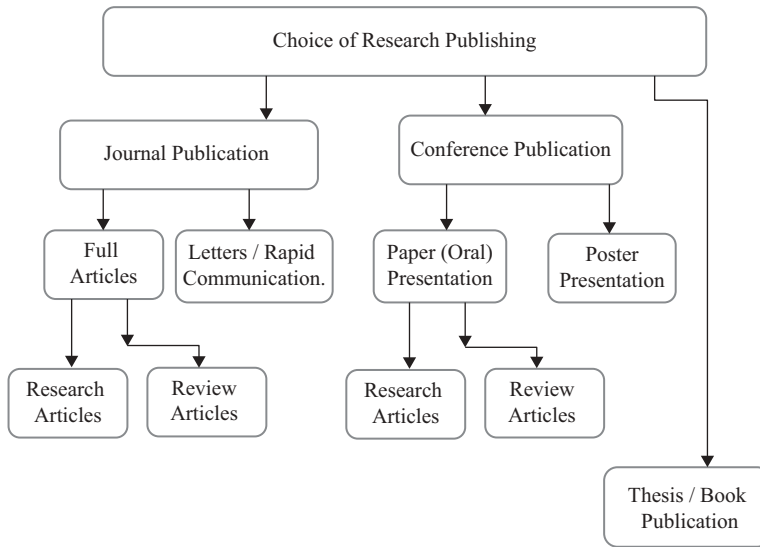 Choice of Research Publishing
Journal Publication
Conference Publication
Full
Articles
Letters / Rapid
Communication.
Paper (Oral)
Presentation
Poster
Presentation
Research
Articles
Review
Articles
Research
Articles
Review
Articles
Thesis / Book
Publication